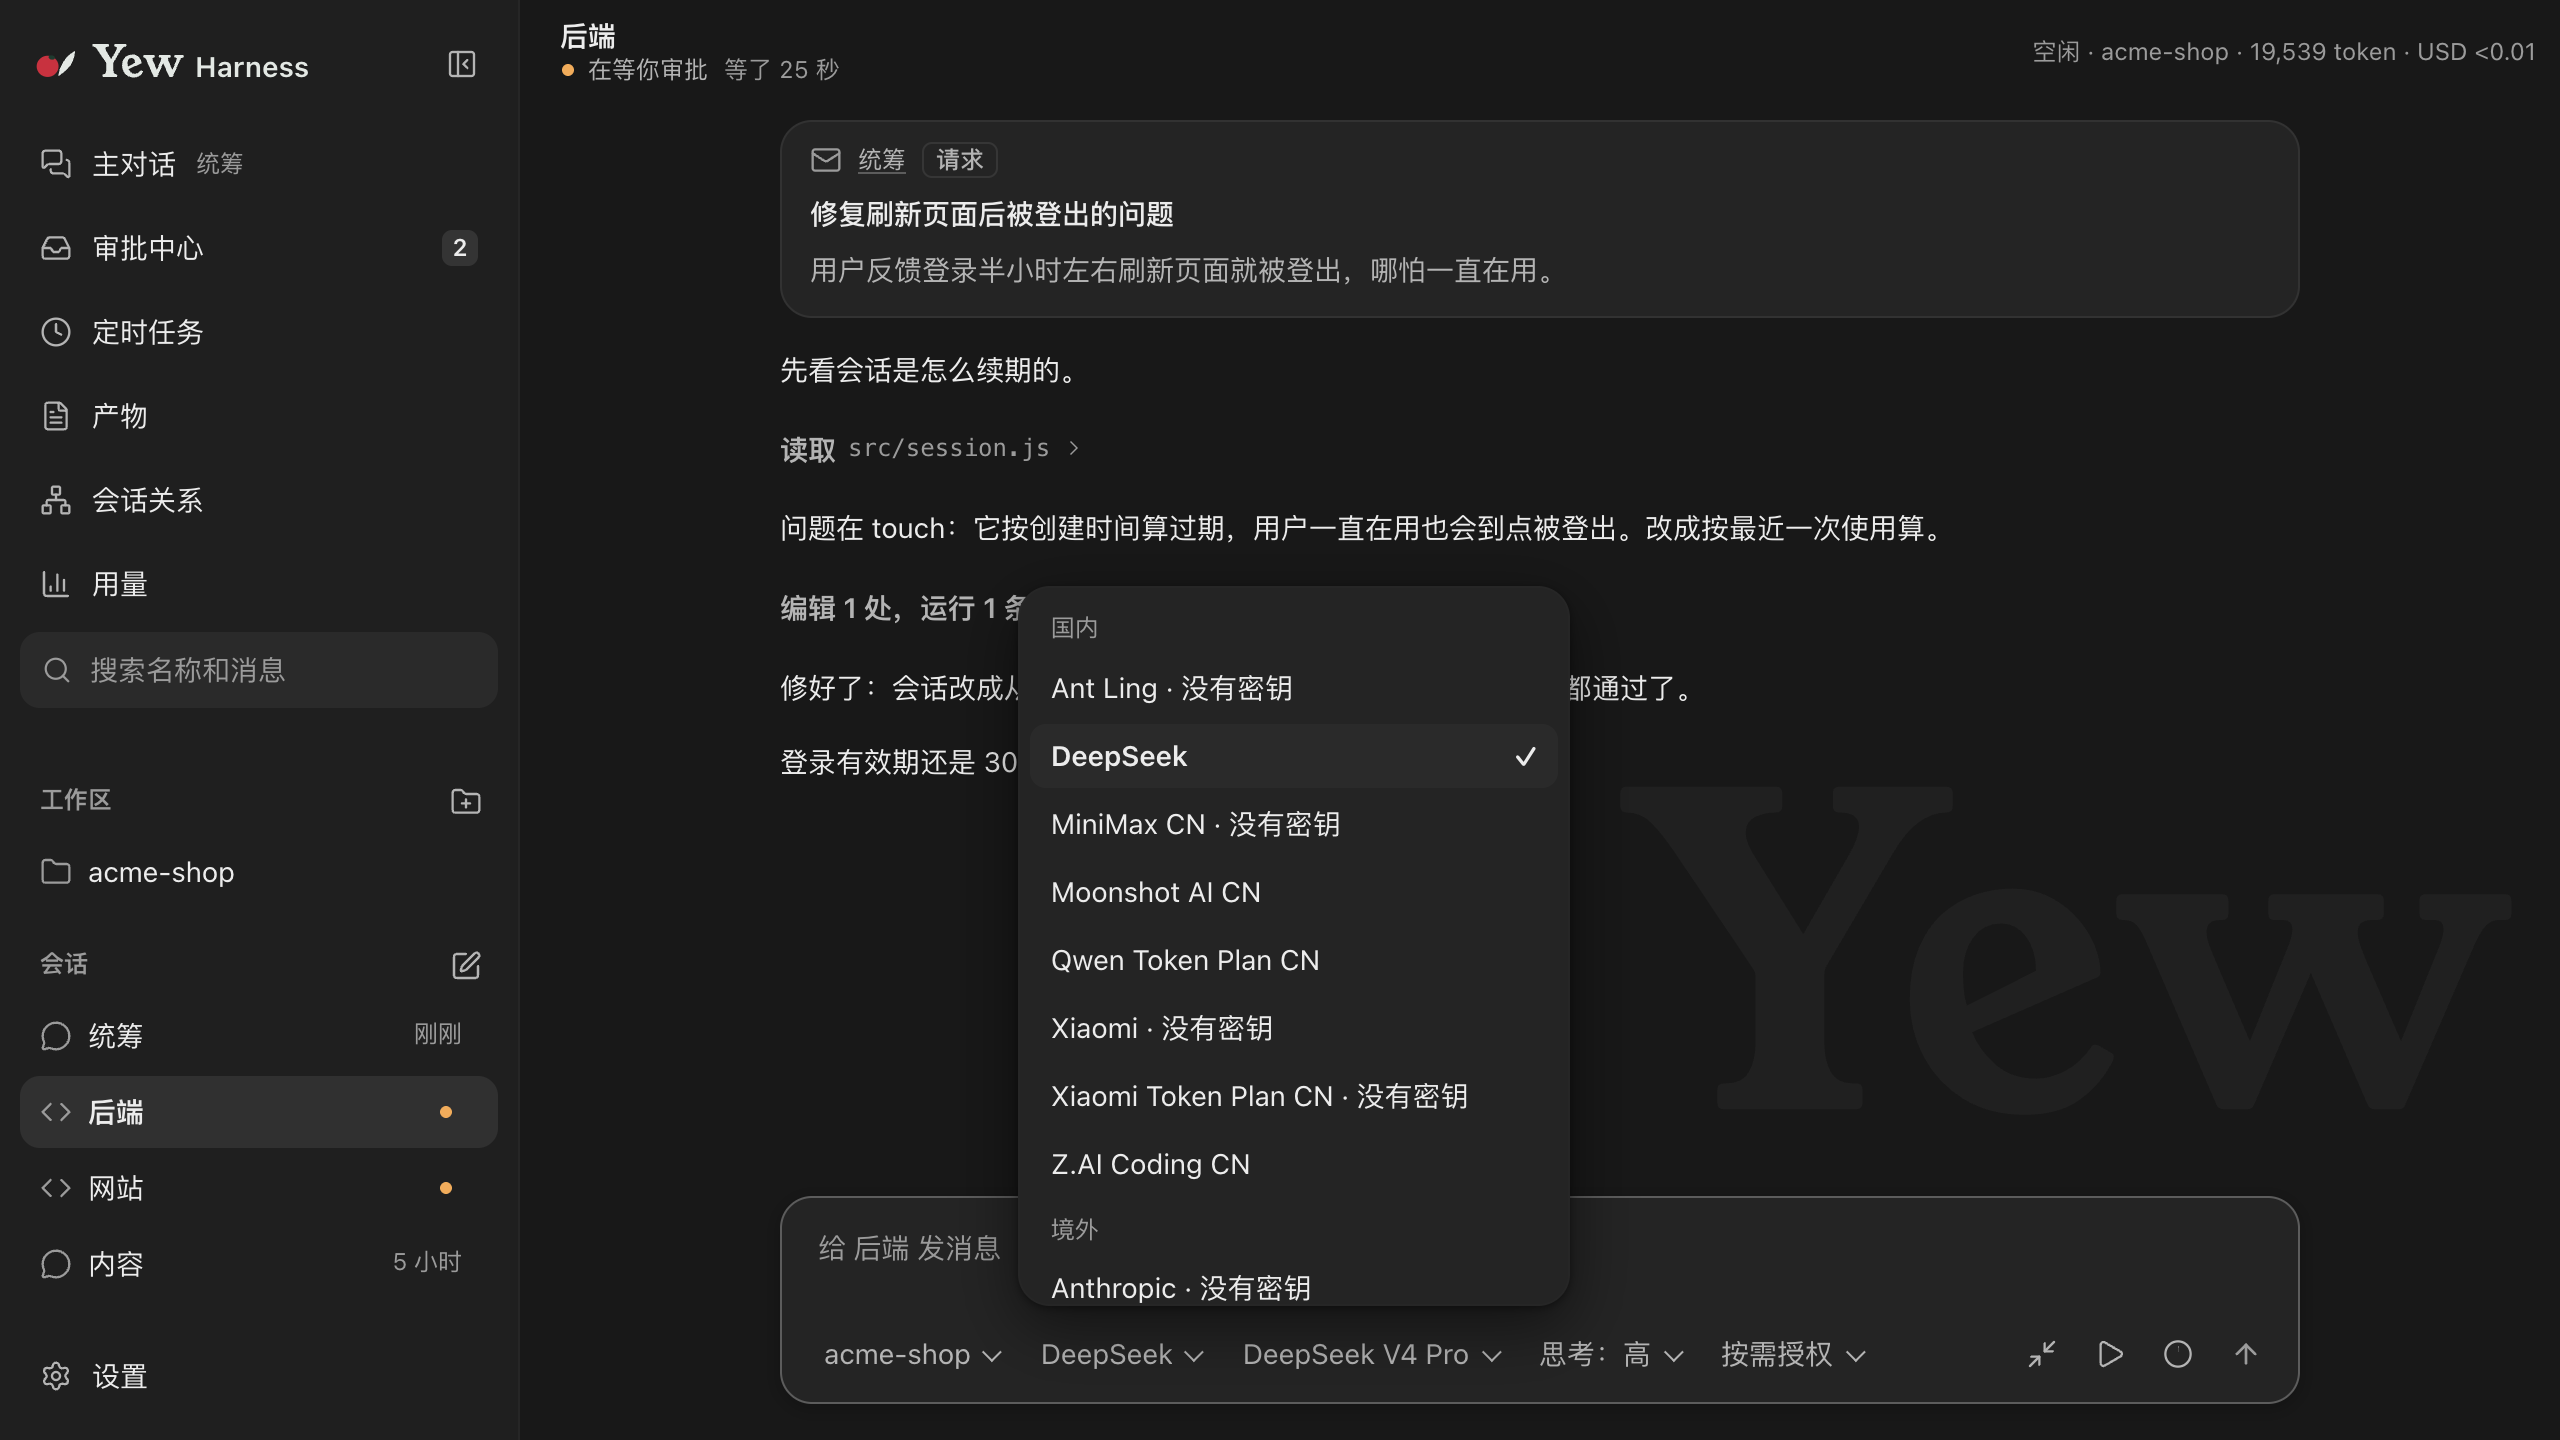 Yew Harness
主对话 统筹
审批中心 2
定时任务
产物
会话关系
用量
搜索名称和消息
工作区
acme-shop
会话
统筹 刚刚
后端
网站
内容 5 小时
设置
后端
在等你审批 等了 25 秒
空闲 · acme-shop · 19,539 token · USD <0.01
统筹 请求
修复刷新页面后被登出的问题
用户反馈登录半小时左右刷新页面就被登出，哪怕一直在用。
先看会话是怎么续期的。
读取 src/session.js
问题在 touch：它按创建时间算过期，用户一直在用也会到点被登出。改成按最近一次使用算。
编辑 1 处，运行 1 条
修好了：会话改成 都通过了。
登录有效期还是 30
国内
Ant Ling · 没有密钥
DeepSeek
MiniMax CN · 没有密钥
Moonshot AI CN
Qwen Token Plan CN
Xiaomi · 没有密钥
Xiaomi Token Plan CN · 没有密钥
Z.AI Coding CN
境外
Anthropic · 没有密钥
Yew
给 后端 发消息
acme-shop DeepSeek DeepSeek V4 Pro 思考：高 按需授权